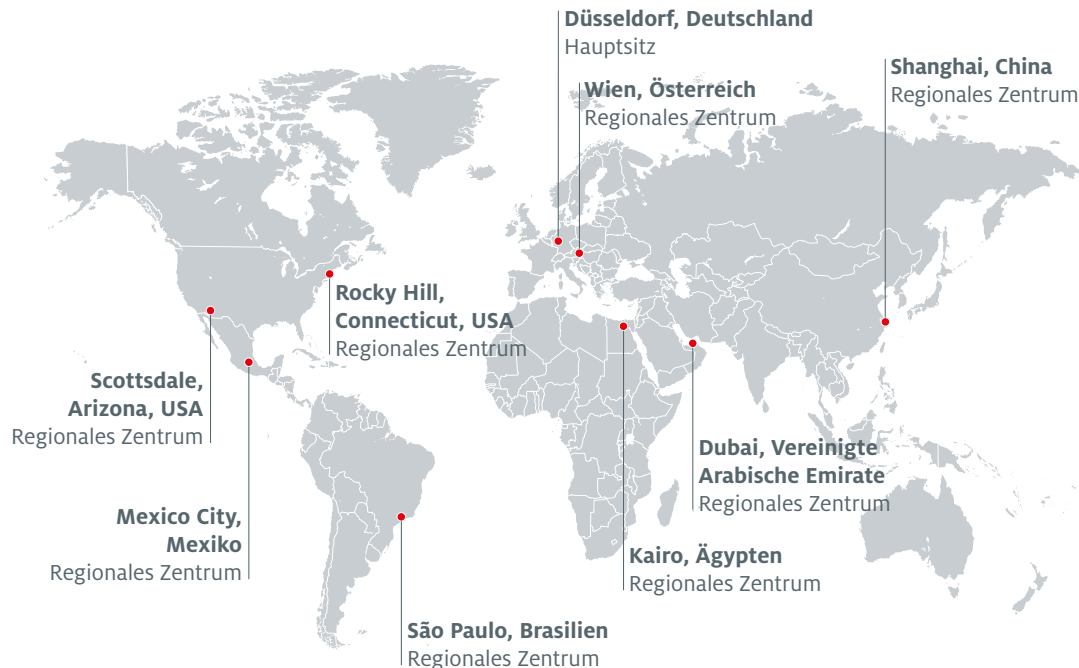 Düsseldorf, Deutschland
Hauptsitz
Wien, Österreich
Regionales Zentrum
Shanghai, China
Regionales Zentrum
Rocky Hill,
Connecticut, USA
Regionales Zentrum
Scottsdale,
Arizona, USA
Regionales Zentrum
Mexico City,
Mexiko
Regionales Zentrum
Dubai, Vereinigte
Arabische Emirate
Regionales Zentrum
Kairo, Ägypten
Regionales Zentrum
São Paulo, Brasilien
Regionales Zentrum